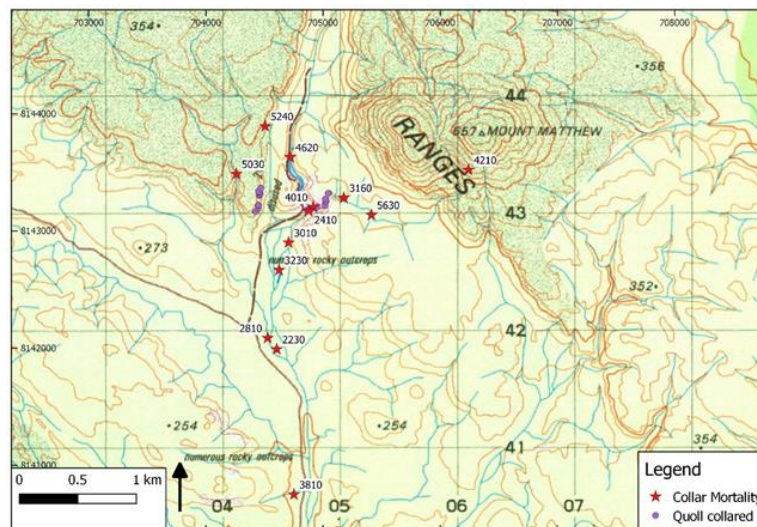 703000 704000 705000 706000 707000 708000
354
356
44
8144000
5240
657 MOUNT MATTHEW
RANGES
4620
5030
4210
disused
3160
4010
5630
43
2410
8143000
3010
273
numerous rocky outcrops
3230
352
2810
42
2230
8142000
254
254
354
41
numerous rocky outcrops
8141000
0 0.5 1 km
3810
04 05 06 07
Legend
Collar Mortality
Quoll collared